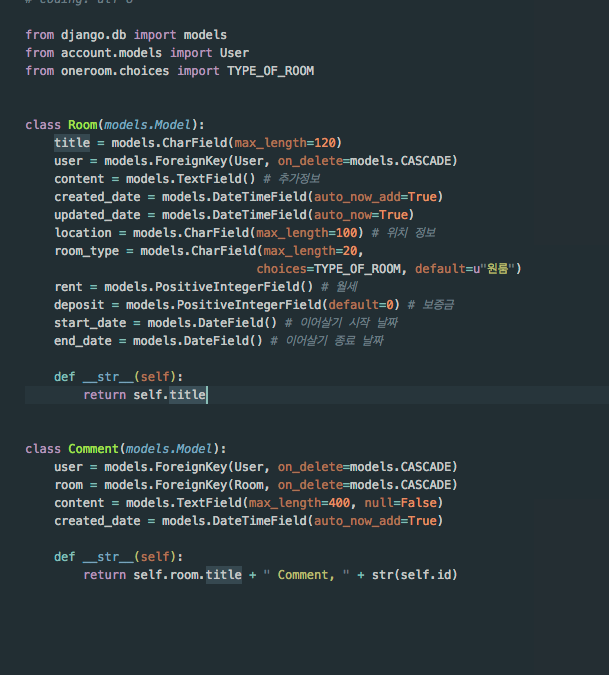 from django.db import models
from account.models import User
from oneroom.choices import TYPE_OF_ROOM
class Room(models.Model):
title = models.CharField(max_length=120)
user = models.ForeignKey(User, on_delete=models.CASCADE)
content = models.TextField() # 추가정보
created_date = models.DateTimeField(auto_now_add=True)
updated_date = models.DateTimeField(auto_now=True)
location = models.CharField(max_length=100) # 위치 정보
room_type = models.CharField(max_length=20,
choices=TYPE_OF_ROOM, default=u"원룸")
rent = models.PositiveIntegerField() # 월세
deposit = models.PositiveIntegerField(default=0) # 보증금
start_date = models.DateField() # 이어살기 시작 날짜
end_date = models.DateField() # 이어살기 종료 날짜
def __str__(self):
return self.title
class Comment(models.Model):
user = models.ForeignKey(User, on_delete=models.CASCADE)
room = models.ForeignKey(Room, on_delete=models.CASCADE)
content = models.TextField(max_length=400, null=False)
created_date = models.DateTimeField(auto_now_add=True)
def __str__(self):
return self.room.title + " Comment, " + str(self.id)